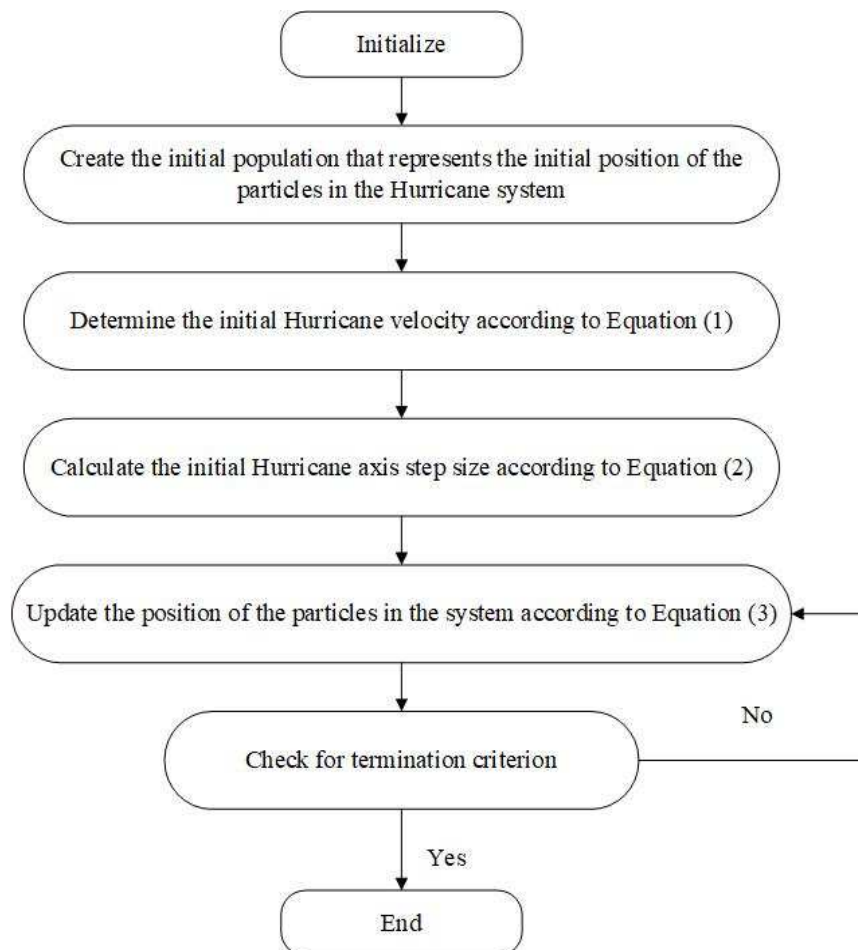 Initialize
Create the initial population that represents the initial position of the
particles in the Hurricane system
Determine the initial Hurricane velocity according to Equation (1)
Calculate the initial Hurricane axis step size according to Equation (2)
Update the position of the particles in the system according to Equation (3)
No
Check for termination criterion
Yes
End